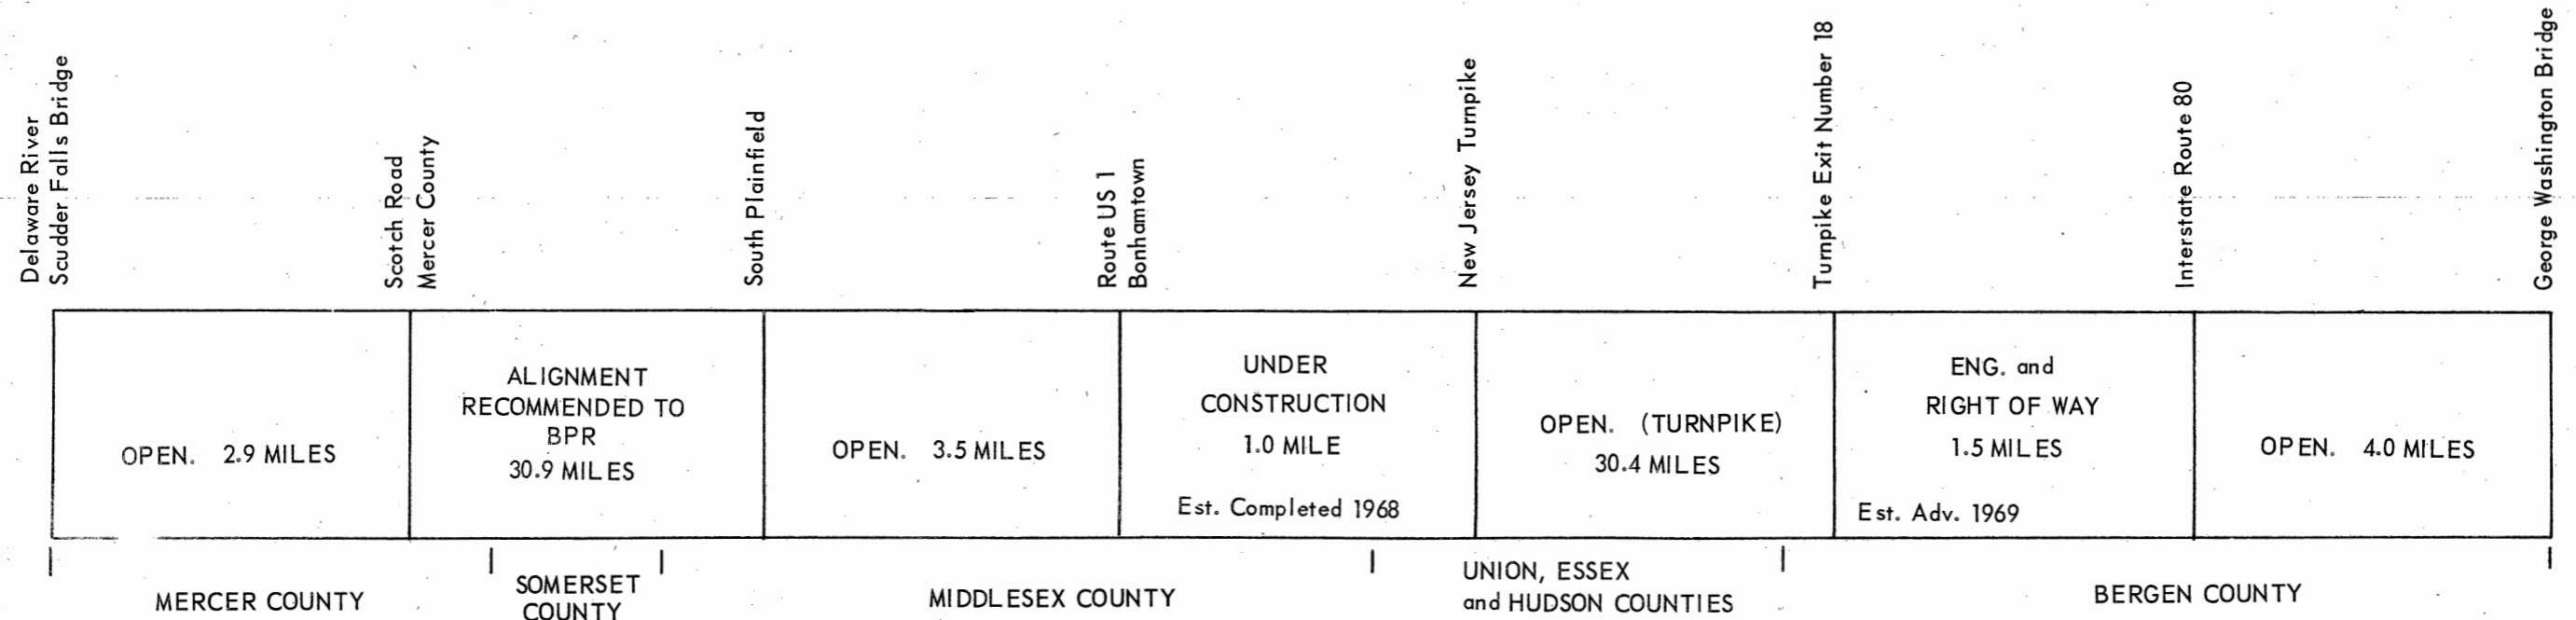 Delaware River
Scudder Falls Bridge
Scotch Road
Mercer County
South Plainfield
Route US 1
Bonhamtown
New Jersey Turnpike
Turnpike Exit Number 18
Interstate Route 80
George Washington Bridge
OPEN. 2.9 MILES
ALIGNMENT
RECOMMENDED TO
BPR
30.9 MILES
OPEN. 3.5 MILES
UNDER
CONSTRUCTION
1.0 MILE
Est. Completed 1968
OPEN. (TURNPIKE)
30.4 MILES
ENG. and
RIGHT OF WAY
1.5 MILES
Est. Adv. 1969
OPEN. 4.0 MILES
MERCER COUNTY
SOMERSET
COUNTY
MIDDLESEX COUNTY
UNION, ESSEX
and HUDSON COUNTIES
BERGEN COUNTY